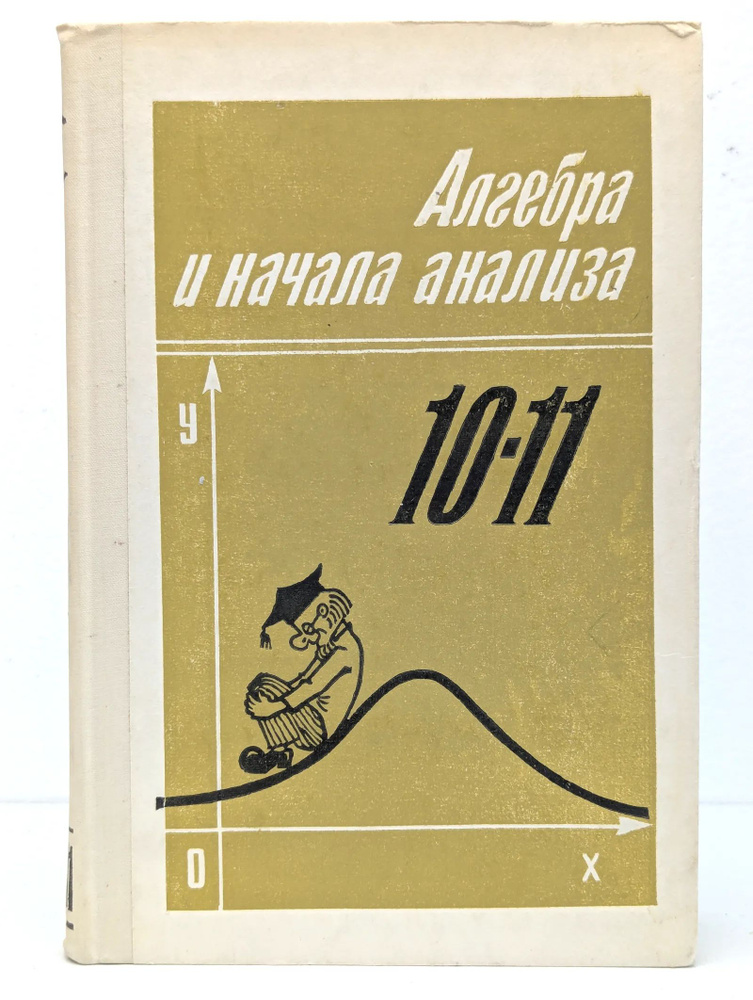 Алгебра
и начала анализа
У
10-11
0
Х